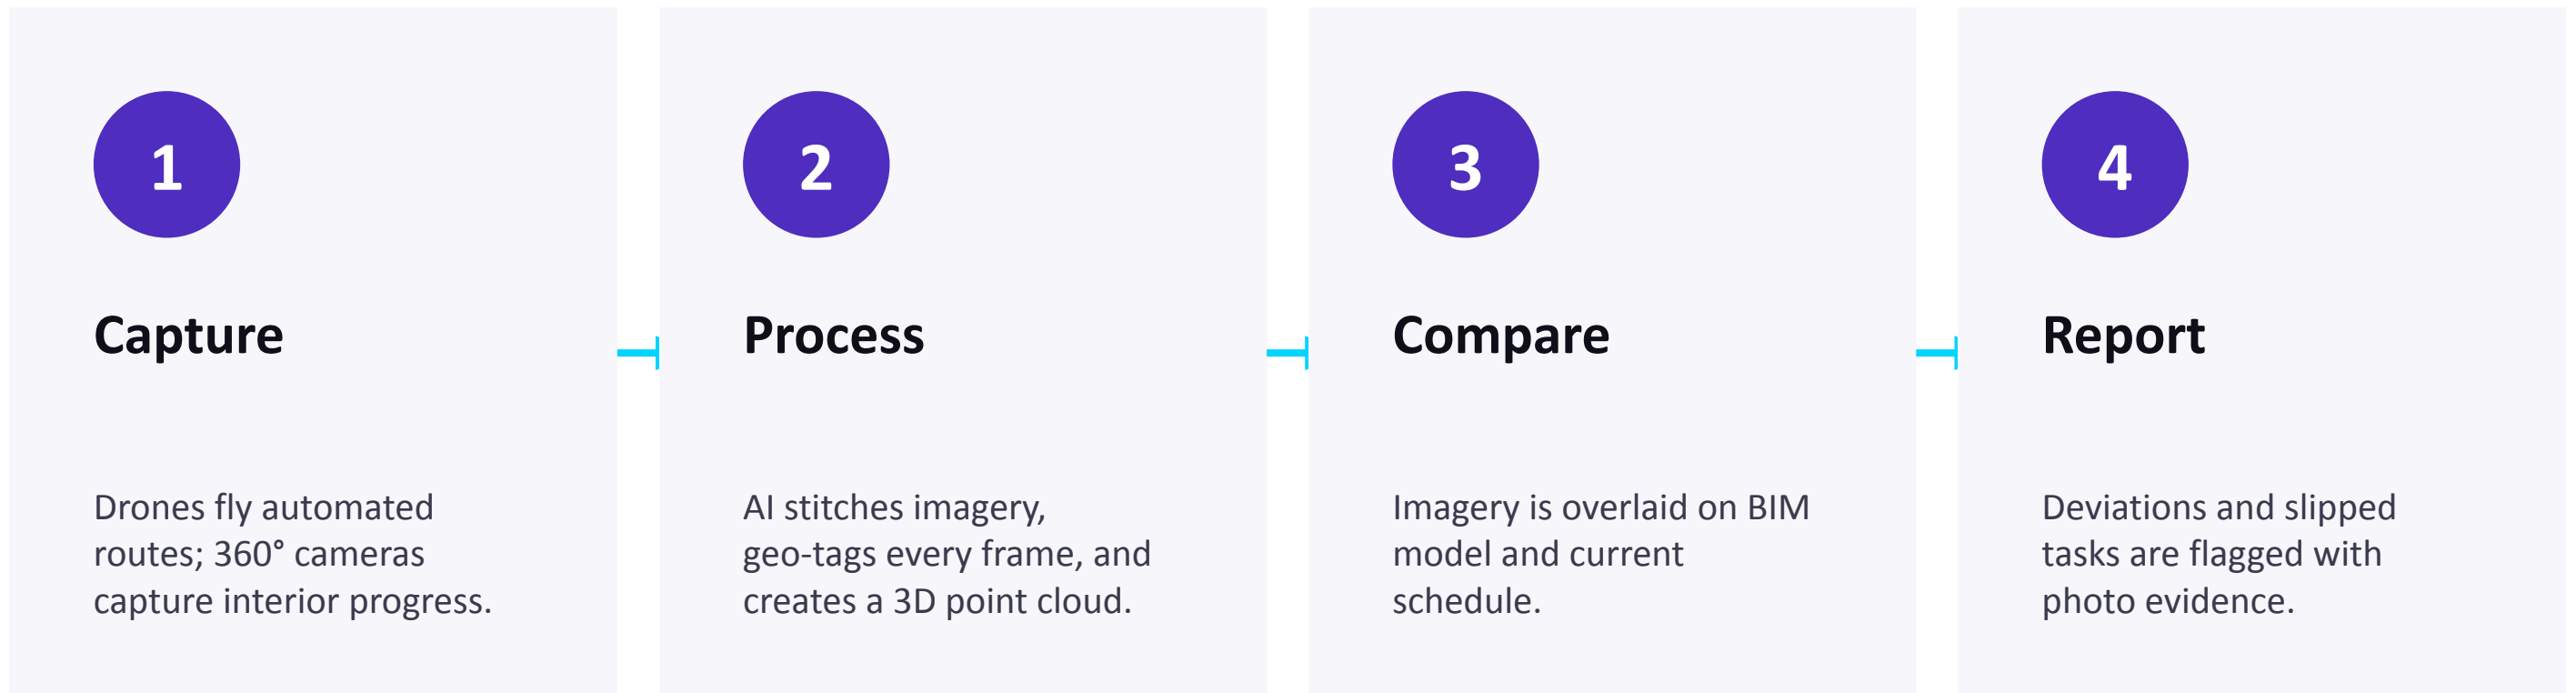 1
Capture
Drones fly automated
routes; 360° cameras
capture interior progress.
2
Process
AI stitches imagery,
geo-tags every frame, and
creates a 3D point cloud.
3
Compare
Imagery is overlaid on BIM
model and current
schedule.
4
Report
Deviations and slipped
tasks are flagged with
photo evidence.